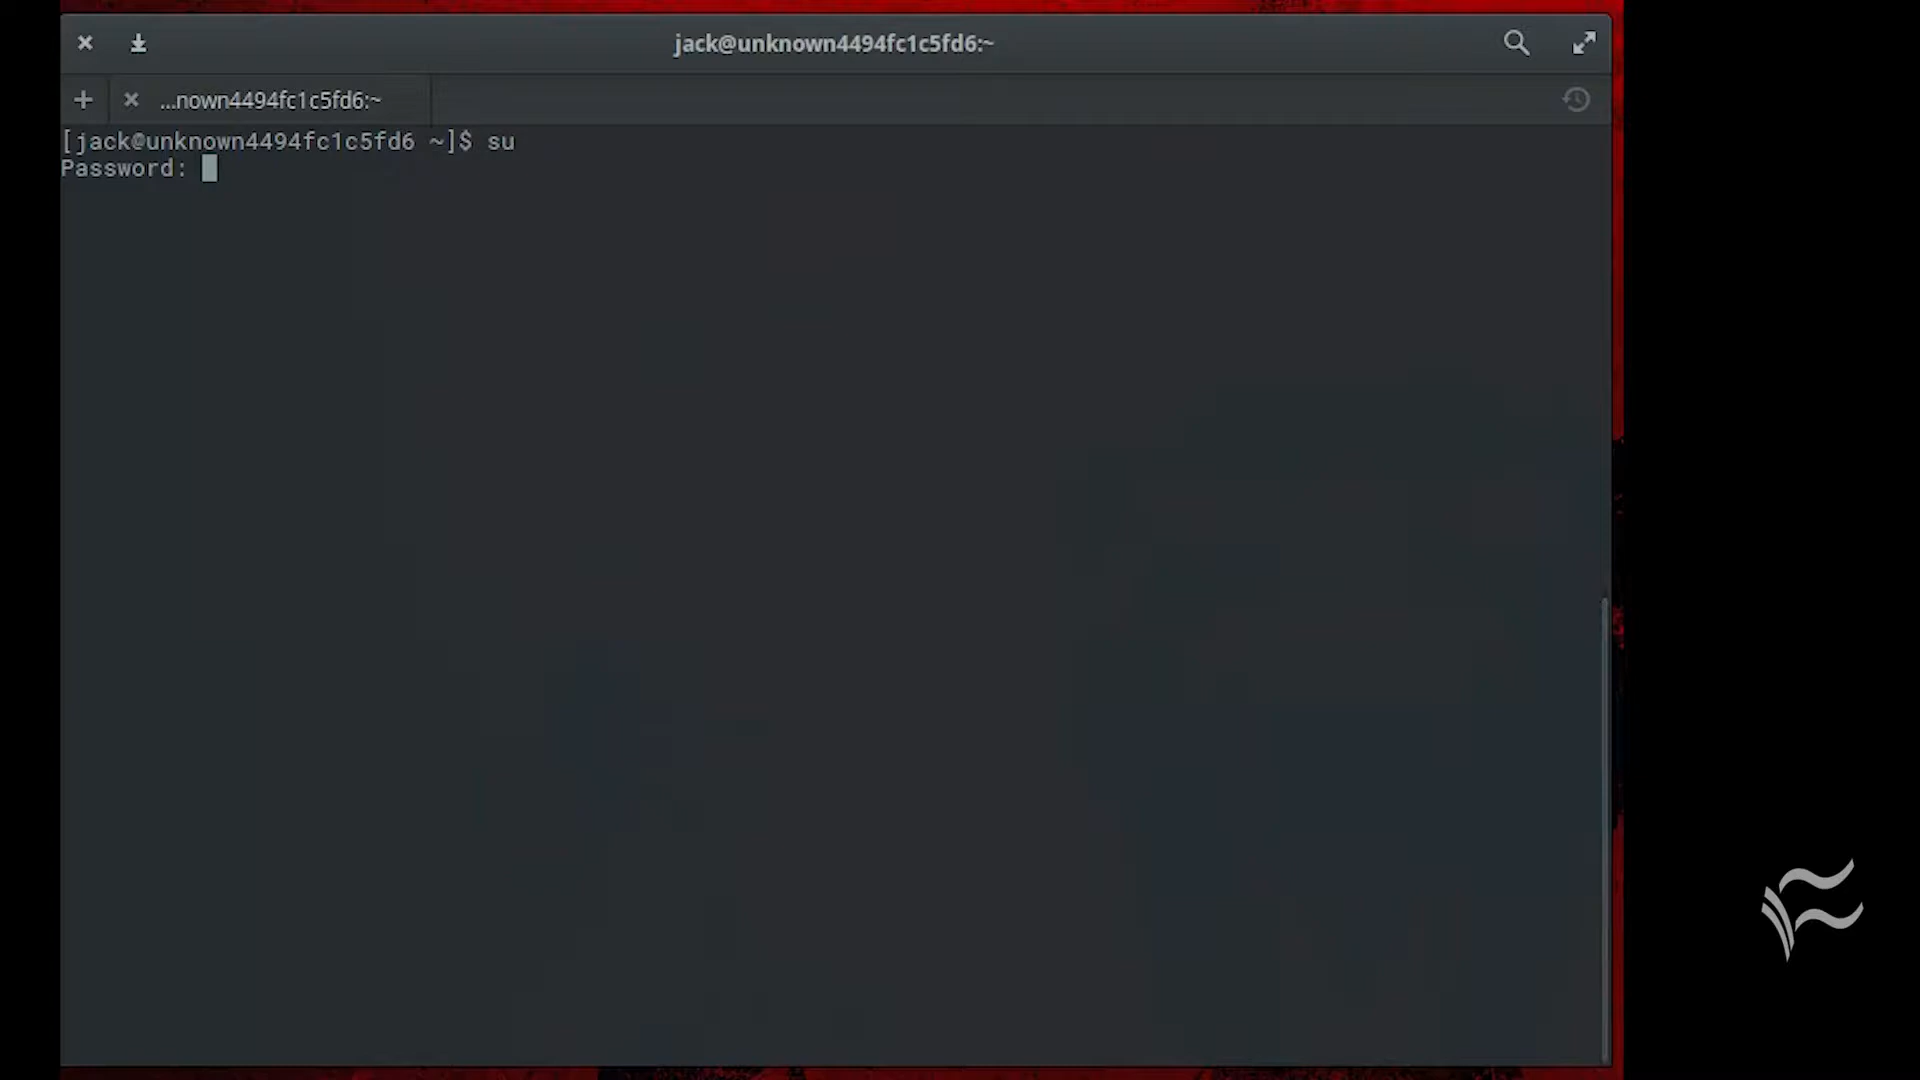 jack@unknown4494fc1c5fd6:~
...nown4494fc1c5fd6:~
[jack@unknown4494fc1c5fd6 ~]$ su
Password: